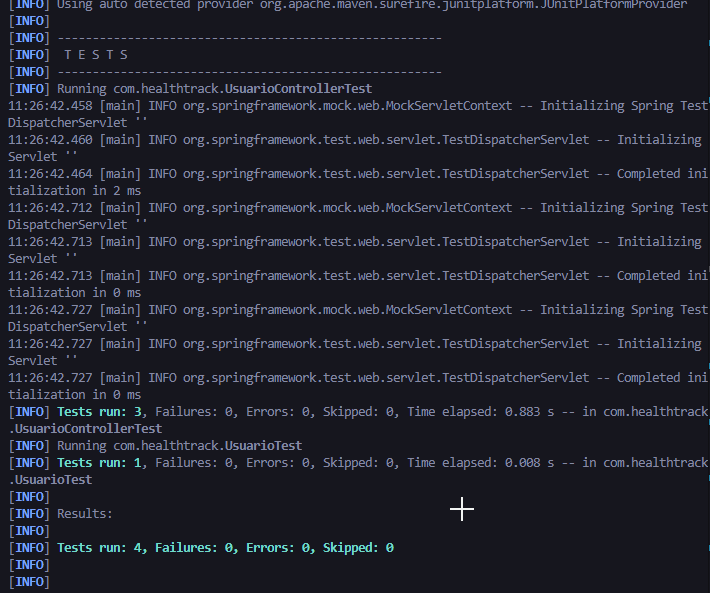 [INFO] Using auto detected provider org.apache.maven.surefire.junitplatform.JUnitPlatformProvider
[INFO]
[INFO] -------------------------------------------------------
[INFO]  T E S T S
[INFO] -------------------------------------------------------
[INFO] Running com.healthtrack.UsuarioControllerTest
11:26:42.458 [main] INFO org.springframework.mock.web.MockServletContext -- Initializing Spring Test
DispatcherServlet ''
11:26:42.460 [main] INFO org.springframework.test.web.servlet.TestDispatcherServlet -- Initializing
Servlet ''
11:26:42.464 [main] INFO org.springframework.test.web.servlet.TestDispatcherServlet -- Completed ini
tialization in 2 ms
11:26:42.712 [main] INFO org.springframework.mock.web.MockServletContext -- Initializing Spring Test
DispatcherServlet ''
11:26:42.713 [main] INFO org.springframework.test.web.servlet.TestDispatcherServlet -- Initializing
Servlet ''
11:26:42.713 [main] INFO org.springframework.test.web.servlet.TestDispatcherServlet -- Completed ini
tialization in 0 ms
11:26:42.727 [main] INFO org.springframework.mock.web.MockServletContext -- Initializing Spring Test
DispatcherServlet ''
11:26:42.727 [main] INFO org.springframework.test.web.servlet.TestDispatcherServlet -- Initializing
Servlet ''
11:26:42.727 [main] INFO org.springframework.test.web.servlet.TestDispatcherServlet -- Completed ini
tialization in 0 ms
[INFO] Tests run: 3, Failures: 0, Errors: 0, Skipped: 0, Time elapsed: 0.883 s -- in com.healthtrack
.UsuarioControllerTest
[INFO] Running com.healthtrack.UsuarioTest
[INFO] Tests run: 1, Failures: 0, Errors: 0, Skipped: 0, Time elapsed: 0.008 s -- in com.healthtrack
.UsuarioTest
[INFO]
[INFO] Results:
[INFO]
[INFO] Tests run: 4, Failures: 0, Errors: 0, Skipped: 0
[INFO]
[INFO]